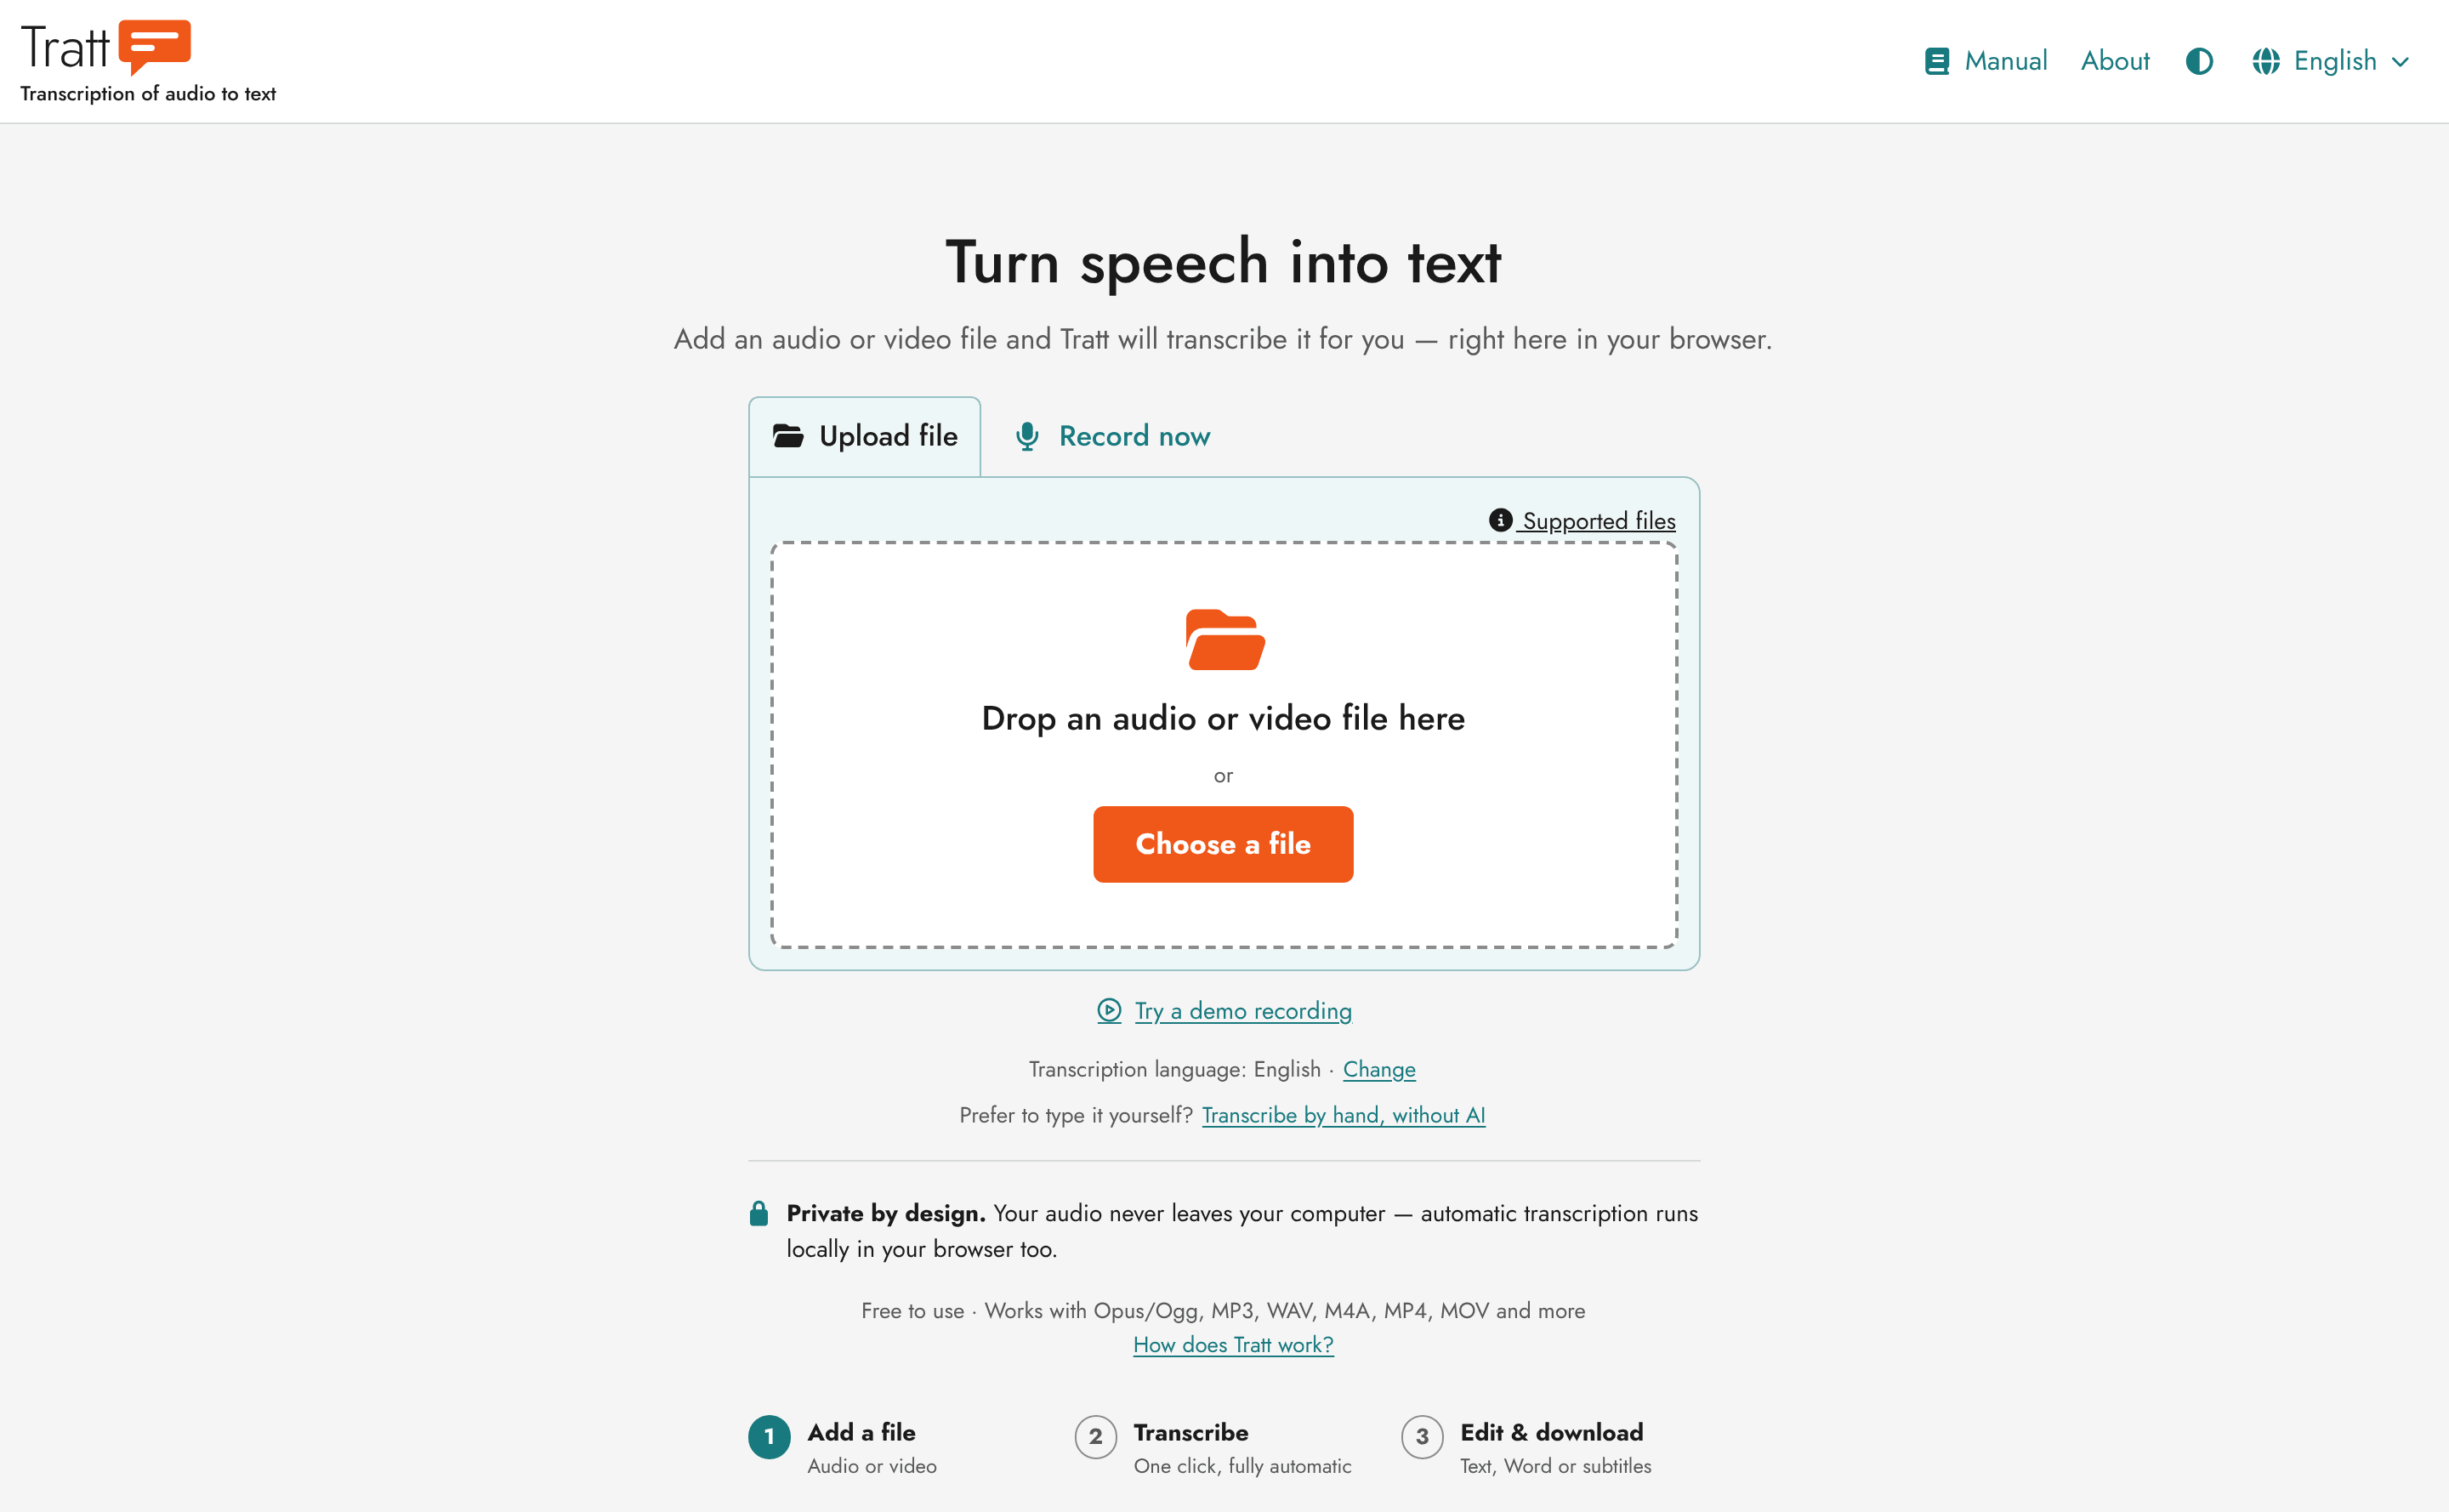 Tratt
Transcription of audio to text
Manual About English
Turn speech into text
Add an audio or video file and Tratt will transcribe it for you — right here in your browser.
Upload file Record now
Supported files
Drop an audio or video file here
or
Choose a file
Try a demo recording
Transcription language: English · Change
Prefer to type it yourself? Transcribe by hand, without AI
Private by design. Your audio never leaves your computer — automatic transcription runs
locally in your browser too.
Free to use · Works with Opus/Ogg, MP3, WAV, M4A, MP4, MOV and more
How does Tratt work?
1 Add a file
Audio or video
2 Transcribe
One click, fully automatic
3 Edit & download
Text, Word or subtitles